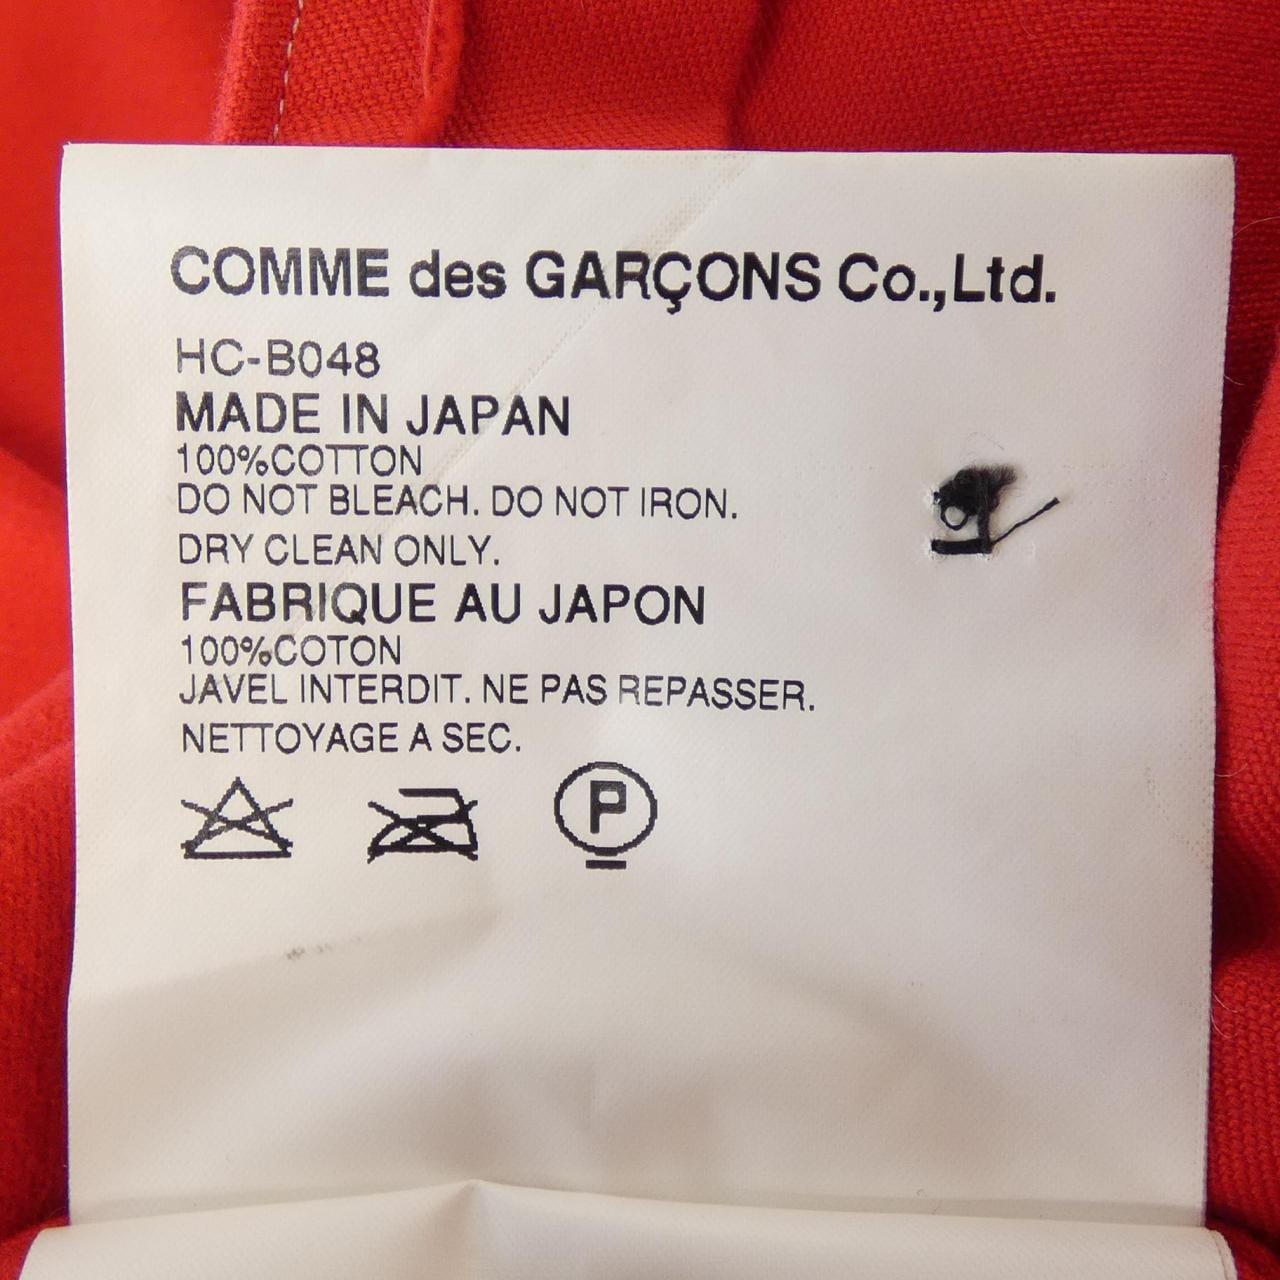 COMME des GARÇONS Co.,Ltd.
HC-B048
MADE IN JAPAN
100%COTTON
DO NOT BLEACH. DO NOT IRON.
DRY CLEAN ONLY.
FABRIQUE AU JAPON
100%COTON
JAVEL INTERDIT. NE PAS REPASSER.
NETTOYAGE A SEC.
P